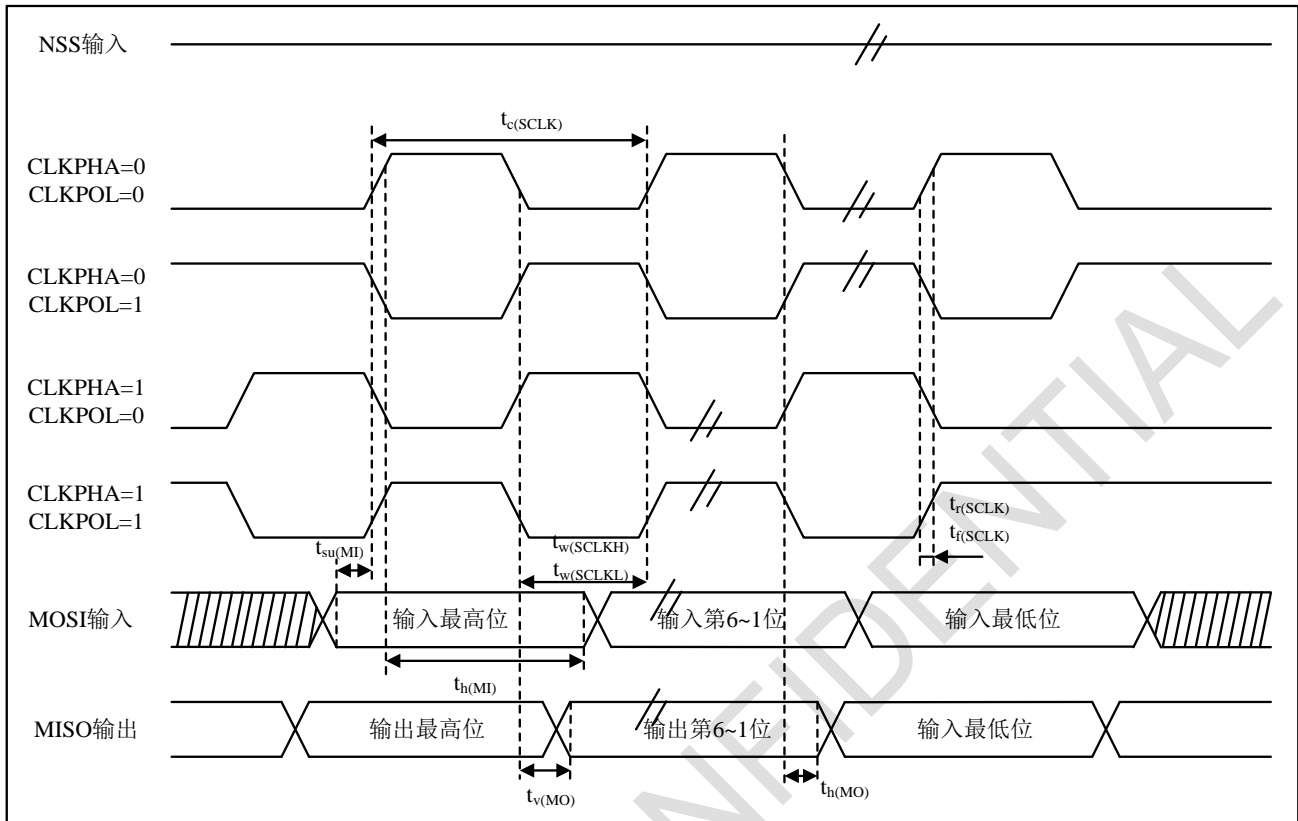 NSS输入
tc(SCLK)
CLKPHA=0
CLKPOL=0
CLKPHA=0
CLKPOL=1
CLKPHA=1
CLKPOL=0
CLKPHA=1
CLKPOL=1
tr(SCLK)
tf(SCLK)
tsu(MI)
tw(SCLKH)
tw(SCLKL)
MOSI输入
输入最高位
输入第6~1位
输入最低位
th(MI)
MISO输出
输出最高位
输出第6~1位
输入最低位
tv(MO)
th(MO)
NFIDENTIAL